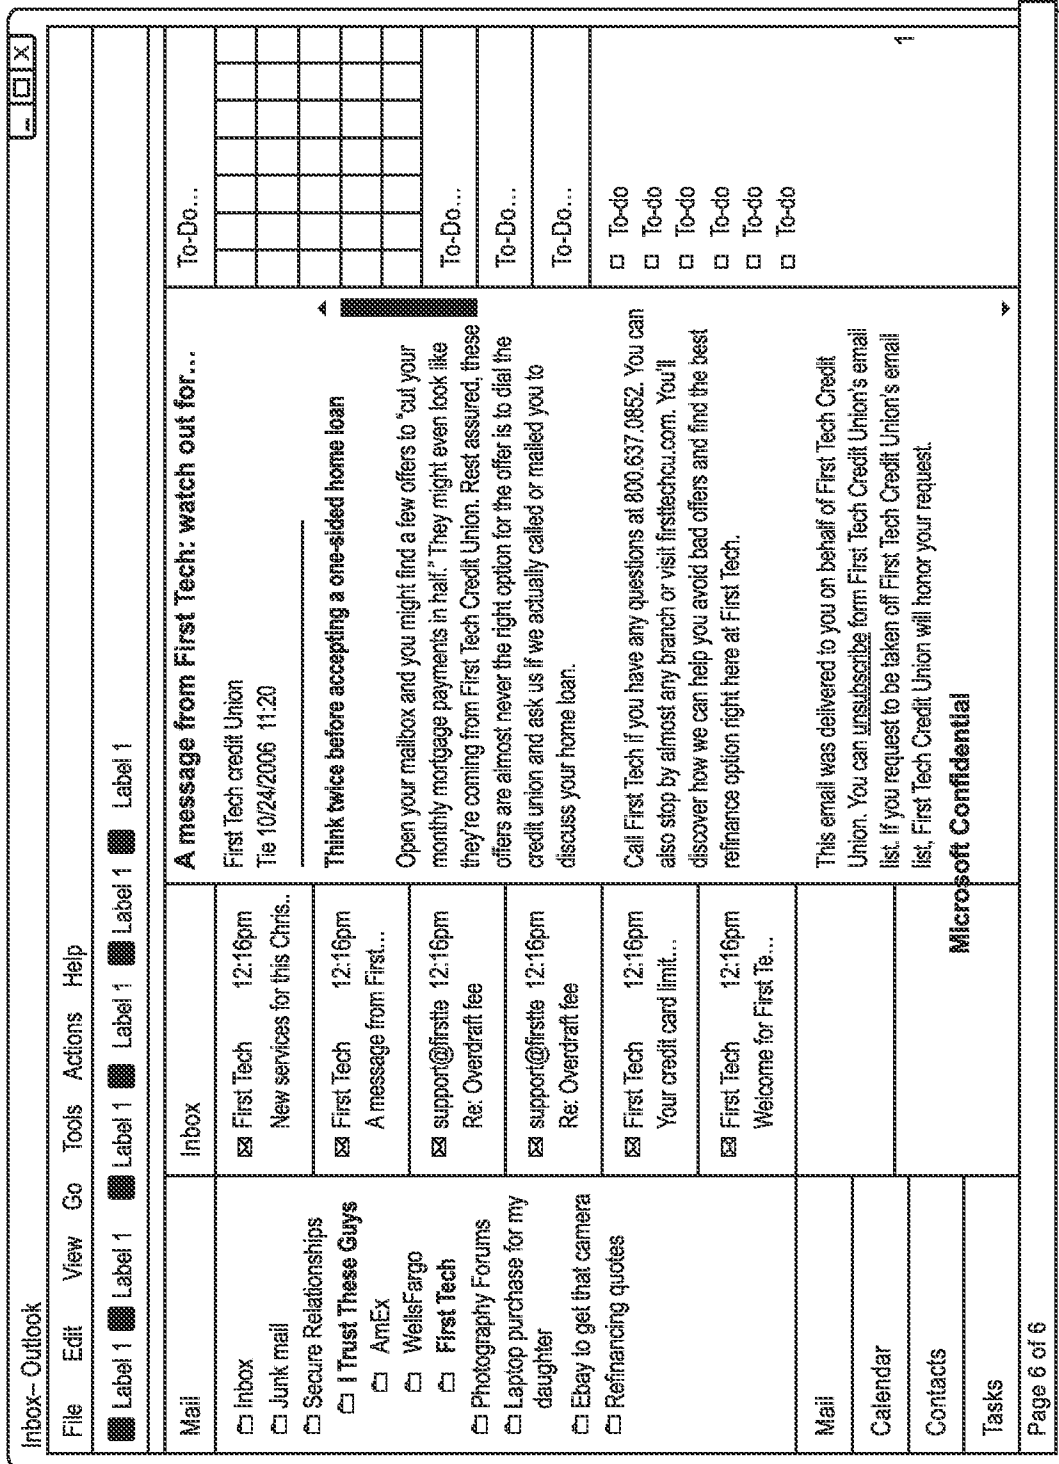 Inbox– Outlook
File Edit View Go Tools Actions Help
Label 1 Label 1 Label 1 Label 1 Label 1 Label 1
Mail
Inbox
Junk mail
Secure Relationships
I Trust These Guys
AmEx
WellsFargo
First Tech
Photography Forums
Laptop purchase for my
daughter
Ebay to get that camera
Refinancing quotes
Mail
Calendar
Contacts
Tasks
Inbox
First Tech 12:16pm
New services for this Chris..
First Tech 12:16pm
A message from First...
support@firstte 12:16pm
Re: Overdraft fee
support@firstte 12:16pm
Re: Overdraft fee
First Tech 12:16pm
Your credit card limit...
First Tech 12:16pm
Welcome for First Te...
A message from First Tech: watch out for...
First Tech credit Union
Tie 10/24/2006 11:20
Think twice before accepting a one-sided home loan
Open your mailbox and you might find a few offers to "cut your
monthly mortgage payments in half." They might even look like
they're coming from First Tech Credit Union. Rest assured, these
offers are almost never the right option for the offer is to dial the
credit union and ask us if we actually called or mailed you to
discuss your home loan.
Call First Tech if you have any questions at 800.637.0852. You can
also stop by almost any branch or visit firsttechcu.com. You'll
discover how we can help you avoid bad offers and find the best
refinance option right here at First Tech.
This email was delivered to you on behalf of First Tech Credit
Union. You can unsubscribe form First Tech Credit Union's email
list. If you request to be taken off First Tech Credit Union's email
list, First Tech Credit Union will honor your request.
Microsoft Confidential
To-Do...
To-Do...
To-Do...
To-Do...
To-do
To-do
To-do
To-do
To-do
To-do
1
Page 6 of 6